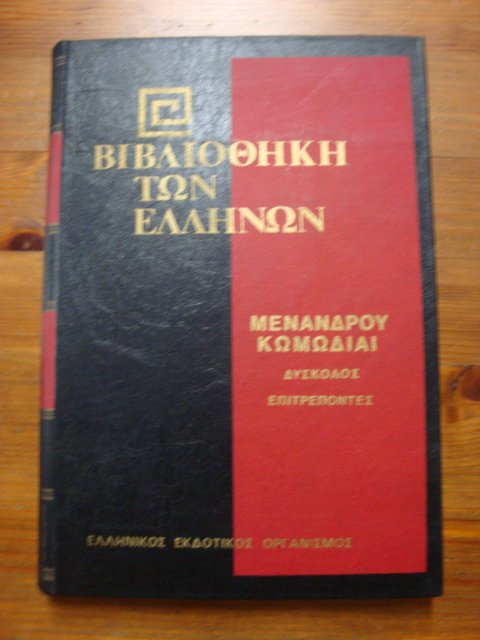 ΒΙΒΛΙΟΘΗΚΗ
ΤΩΝ
ΕΛΛΗΝΩΝ
ΜΕΝΑΝΔΡΟΥ
ΚΩΜΩΔΙΑΙ
ΔΥΣΚΟΛΟΣ
ΕΠΙΤΡΕΠΟΝΤΕΣ
ΕΛΛΗΝΙΚΟΣ ΕΚΔΟΤΙΚΟΣ ΟΡΓΑΝΙΣΜΟΣ